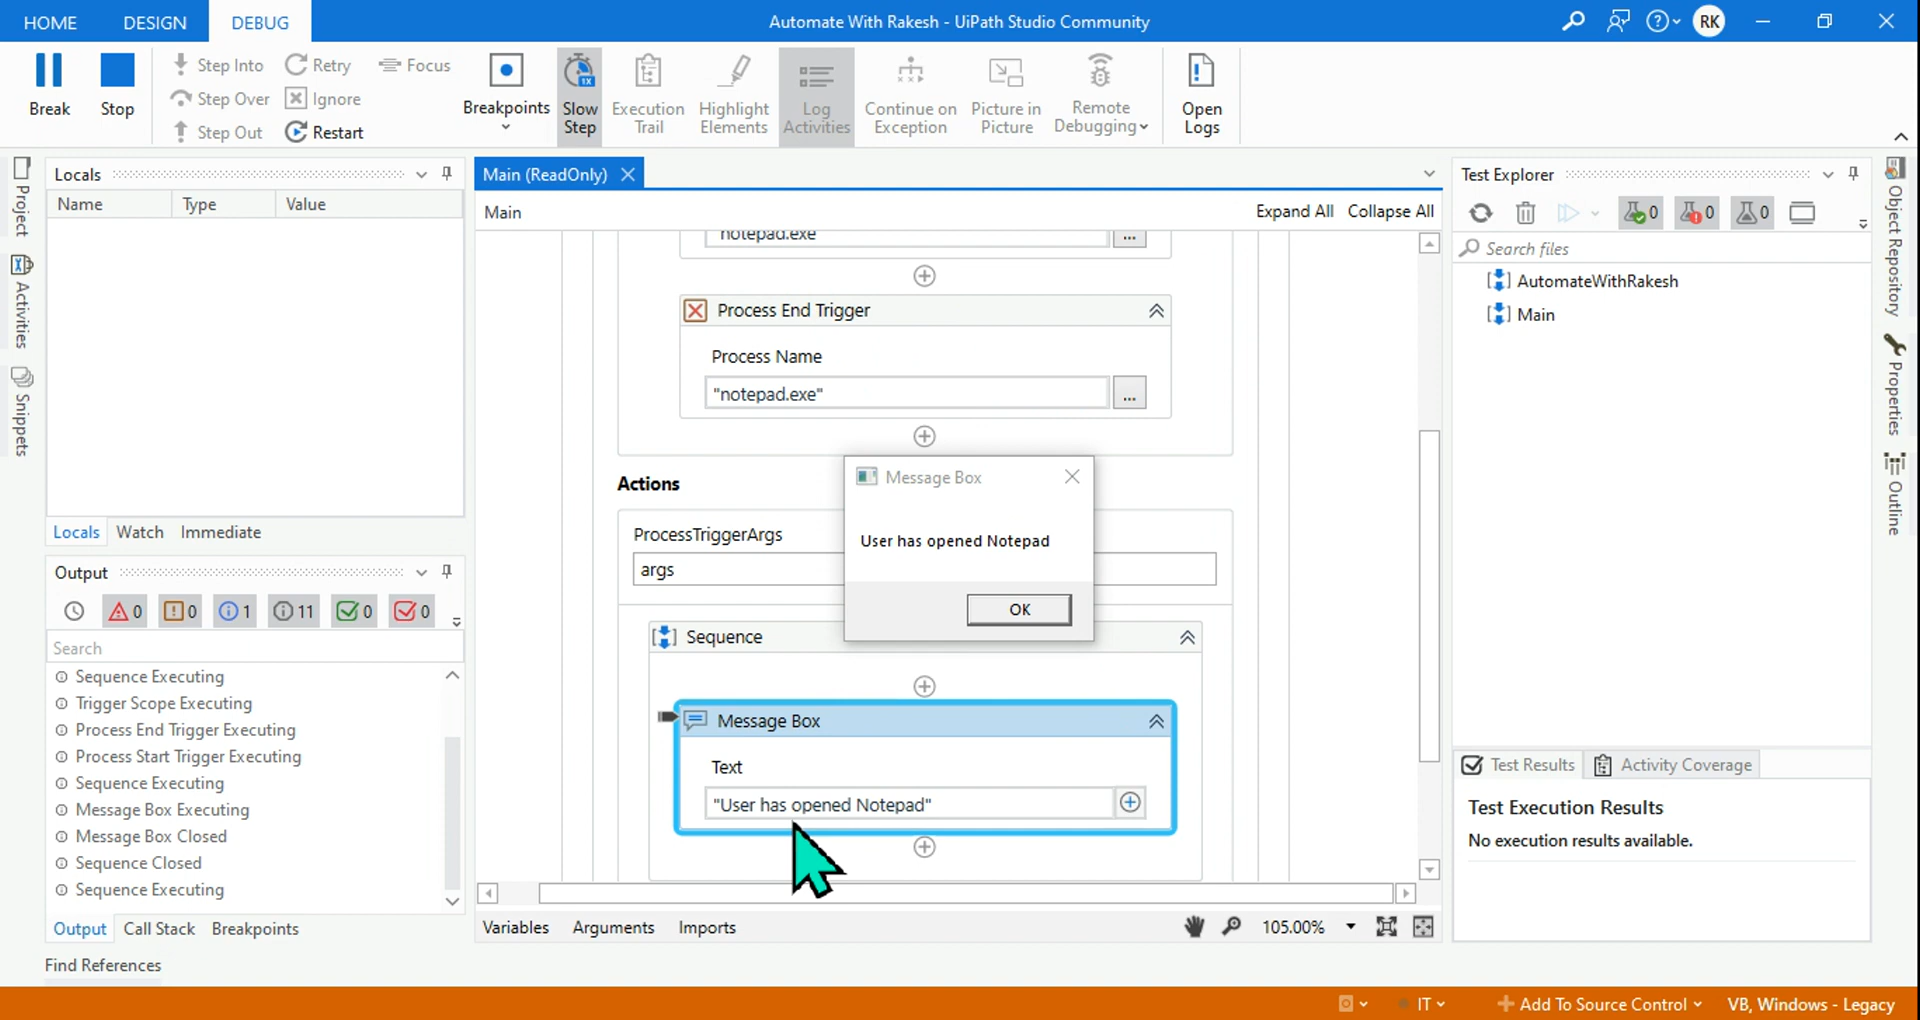 HOME DESIGN DEBUG Automate With Rakesh - UiPath Studio Community RK
Break Stop Step Into Step Over Step Out Retry Ignore Restart Focus
Breakpoints Slow Step 1X Execution Trail Highlight Elements Log Activities Continue on Exception Picture in Picture Remote Debugging Open Logs
Project
Activities
Snippets
Locals
Name Type Value
Locals Watch Immediate
Output
0 0 1 11 0 0
Search
Sequence Executing
Trigger Scope Executing
Process End Trigger Executing
Process Start Trigger Executing
Sequence Executing
Message Box Executing
Message Box Closed
Sequence Closed
Sequence Executing
Output Call Stack Breakpoints
Find References
Main (ReadOnly)
Main Expand All Collapse All
notepad.exe ...
Process End Trigger
Process Name
"notepad.exe" ...
Actions
ProcessTriggerArgs
args
Message Box
User has opened Notepad
OK
Sequence
Message Box
Text
"User has opened Notepad"
Variables Arguments Imports 105.00%
Test Explorer
0 0 0
Search files
AutomateWithRakesh
Main
Test Results Activity Coverage
Test Execution Results
No execution results available.
Object Repository
Properties
Outline
IT Add To Source Control VB, Windows - Legacy